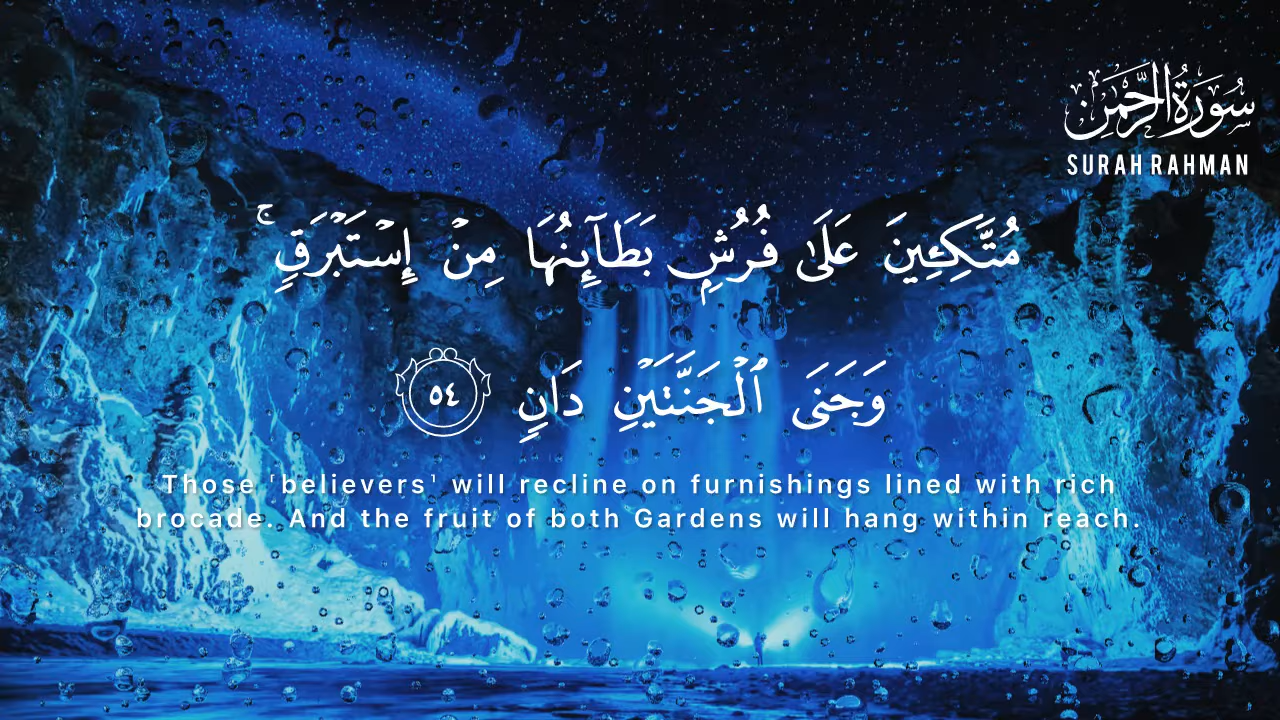 سُورَةُ الرَّحْمَٰن
SURAH RAHMAN
مُتَّكِـِٔينَ عَلَىٰ فُرُشٍۭ بَطَآئِنُهَا مِنْ إِسْتَبْرَقٍۢ ۚ
وَجَنَى ٱلْجَنَّتَيْنِ دَانٍۢ ٥٤
Those ˹believers˺ will recline on furnishings lined with rich
brocade. And the fruit of both Gardens will hang within reach.